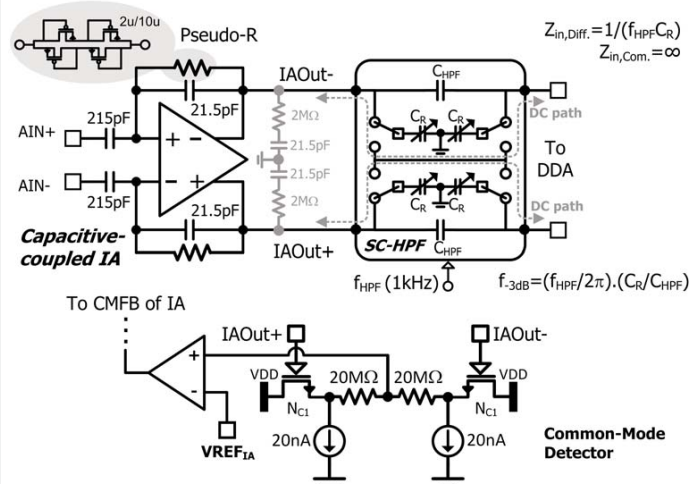 2u/10u
Pseudo-R
Z_in,Diff.=1/(f_HPF C_R)
Z_in,Com.=∞
IAOut-
C_HPF
215pF
21.5pF
2MΩ
C_R
C_R
DC path
AIN+
+
-
21.5pF
To
DDA
AIN-
-
+
21.5pF
215pF
21.5pF
2MΩ
C_R
C_R
DC path
Capacitive-
coupled IA
IAOut+
SC-HPF
C_HPF
f_HPF (1kHz)
f_-3dB=(f_HPF/2π).(C_R/C_HPF)
To CMFB of IA
IAOut+
IAOut-
+
VDD
20MΩ
20MΩ
VDD
-
N_C1
N_C1
VREF_IA
20nA
20nA
Common-Mode
Detector